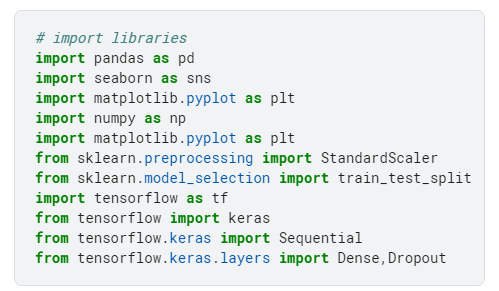 # import libraries
import pandas as pd
import seaborn as sns
import matplotlib.pyplot as plt
import numpy as np
import matplotlib.pyplot as plt
from sklearn.preprocessing import StandardScaler
from sklearn.model_selection import train_test_split
import tensorflow as tf
from tensorflow import keras
from tensorflow.keras import Sequential
from tensorflow.keras.layers import Dense,Dropout